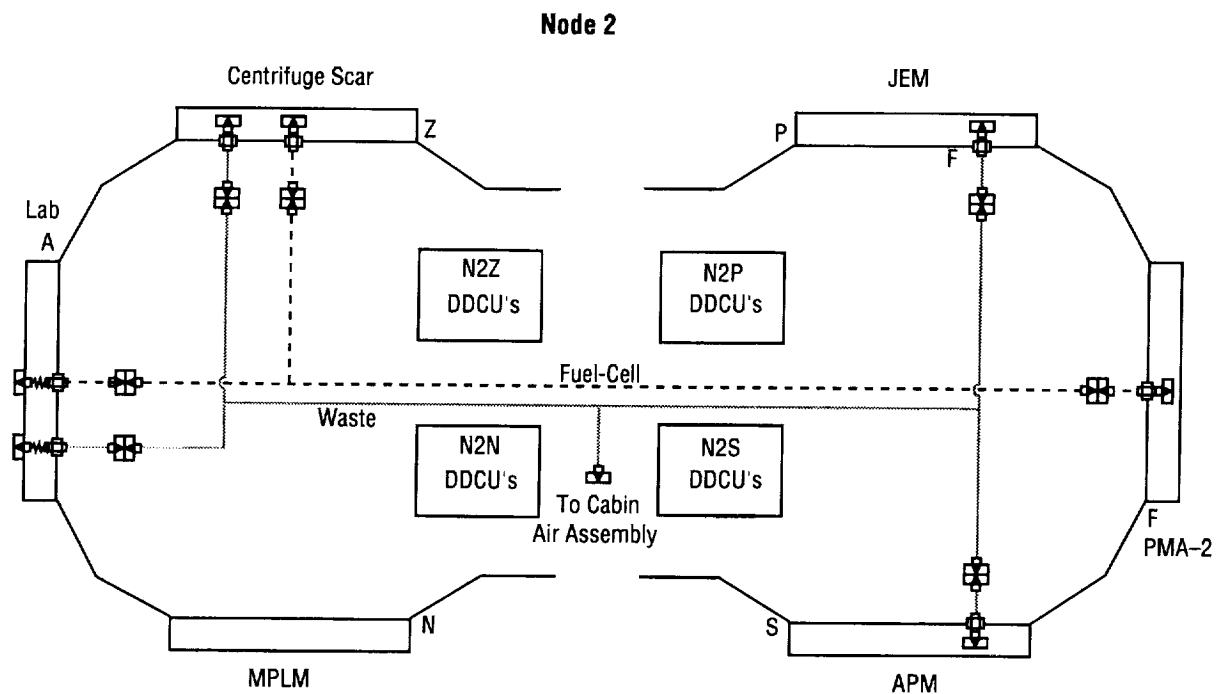 Node 2
Centrifuge Scar
JEM
Z
P
F
Lab
A
N2Z
DDCU's
N2P
DDCU's
Fuel-Cell
Waste
N2N
DDCU's
N2S
DDCU's
To Cabin
Air Assembly
F
PMA–2
N
S
MPLM
APM